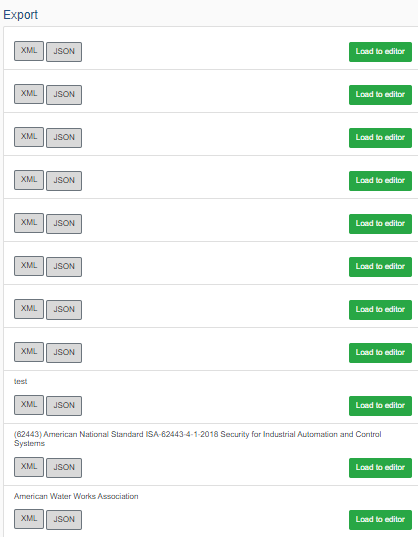 Export
XML JSON Load to editor
XML JSON Load to editor
XML JSON Load to editor
XML JSON Load to editor
XML JSON Load to editor
XML JSON Load to editor
XML JSON Load to editor
XML JSON Load to editor
test
XML JSON Load to editor
(62443) American National Standard ISA-62443-4-1-2018 Security for Industrial Automation and Control
Systems
XML JSON Load to editor
American Water Works Association
XML JSON Load to editor